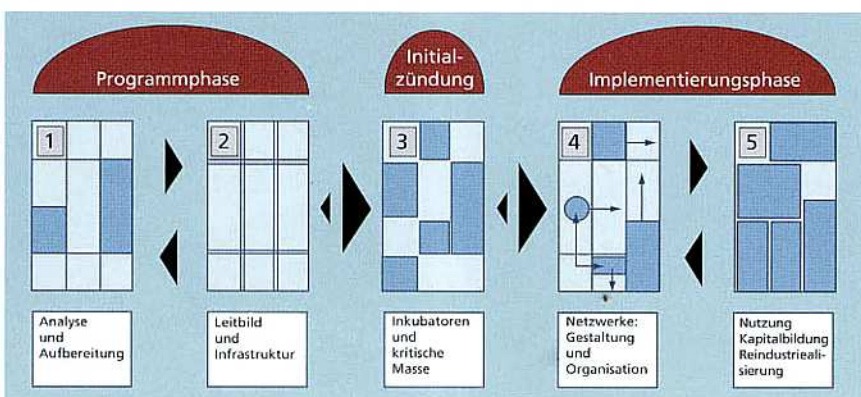 Programmphase
Initial-
zündung
Implementierungsphase
1
2
3
4
5
Analyse
und
Aufbereitung
Leitbild
und
Infrastruktur
Inkubatoren
und
kritische
Masse
Netzwerke:
Gestaltung
und
Organisation
Nutzung
Kapitalbildung
Reindustrieali-
sierung